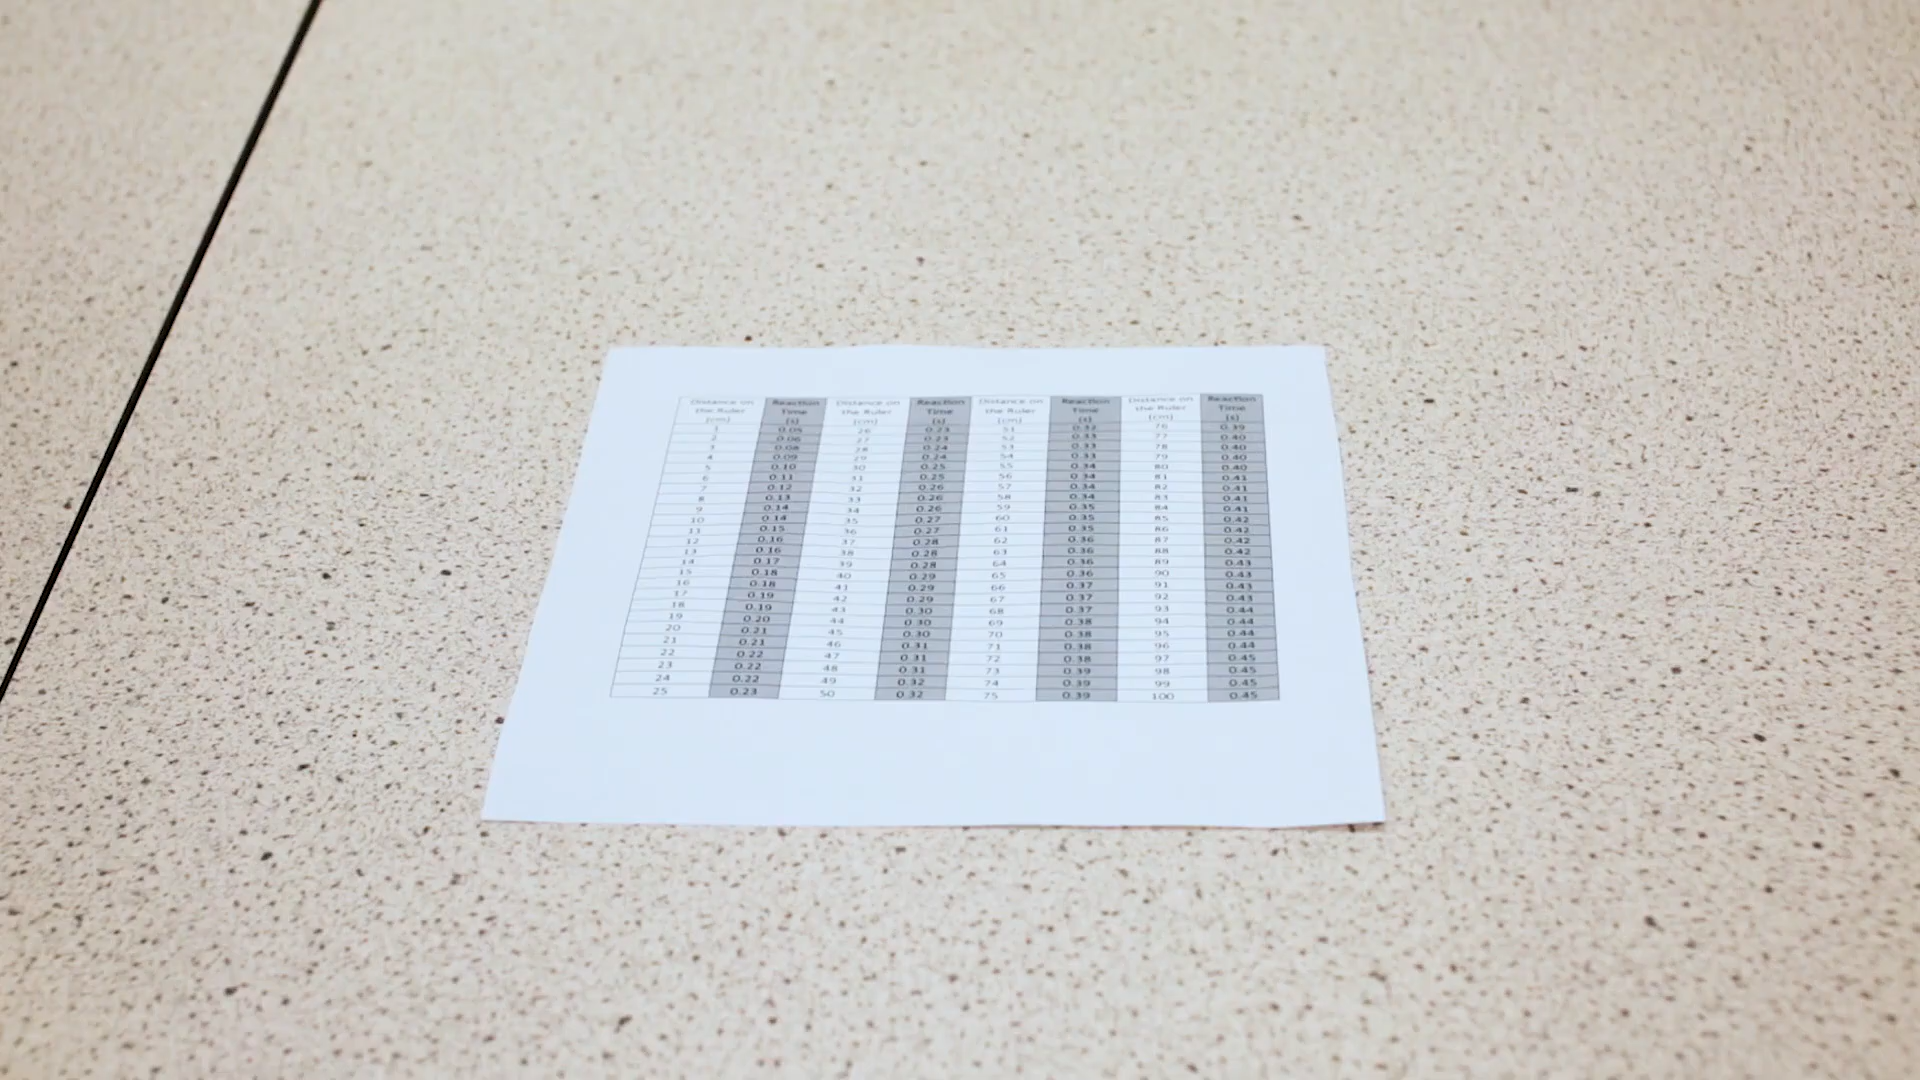 Distance on Reaction Distance on Reaction Distance on Reaction Distance on Reaction
the Ruler Time the Ruler Time the Ruler Time the Ruler Time
(cm) (s) (cm) (s) (cm) (s) (cm) (s)
1 0.05 26 0.23 51 0.32 76 0.39
2 0.06 27 0.23 52 0.33 77 0.40
3 0.08 28 0.24 53 0.33 78 0.40
4 0.09 29 0.24 54 0.33 79 0.40
5 0.10 30 0.25 55 0.34 80 0.40
6 0.11 31 0.25 56 0.34 81 0.41
7 0.12 32 0.26 57 0.34 82 0.41
8 0.13 33 0.26 58 0.34 83 0.41
9 0.14 34 0.26 59 0.35 84 0.41
10 0.14 35 0.27 60 0.35 85 0.42
11 0.15 36 0.27 61 0.35 86 0.42
12 0.16 37 0.28 62 0.36 87 0.42
13 0.16 38 0.28 63 0.36 88 0.42
14 0.17 39 0.28 64 0.36 89 0.43
15 0.18 40 0.29 65 0.36 90 0.43
16 0.18 41 0.29 66 0.37 91 0.43
17 0.19 42 0.29 67 0.37 92 0.43
18 0.19 43 0.30 68 0.37 93 0.44
19 0.20 44 0.30 69 0.38 94 0.44
20 0.21 45 0.30 70 0.38 95 0.44
21 0.21 46 0.31 71 0.38 96 0.44
22 0.22 47 0.31 72 0.38 97 0.45
23 0.22 48 0.31 73 0.39 98 0.45
24 0.22 49 0.32 74 0.39 99 0.45
25 0.23 50 0.32 75 0.39 100 0.45